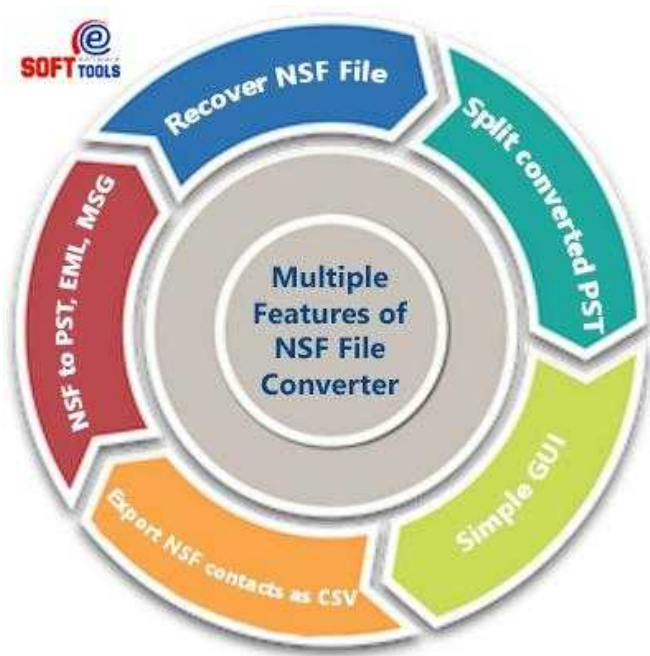 e
SOFTWARE
SOFT TOOLS
Recover NSF File
Split converted PST
Simple GUI
Export NSF contacts as CSV
NSF to PST, EML, MSG
Multiple
Features of
NSF File
Converter